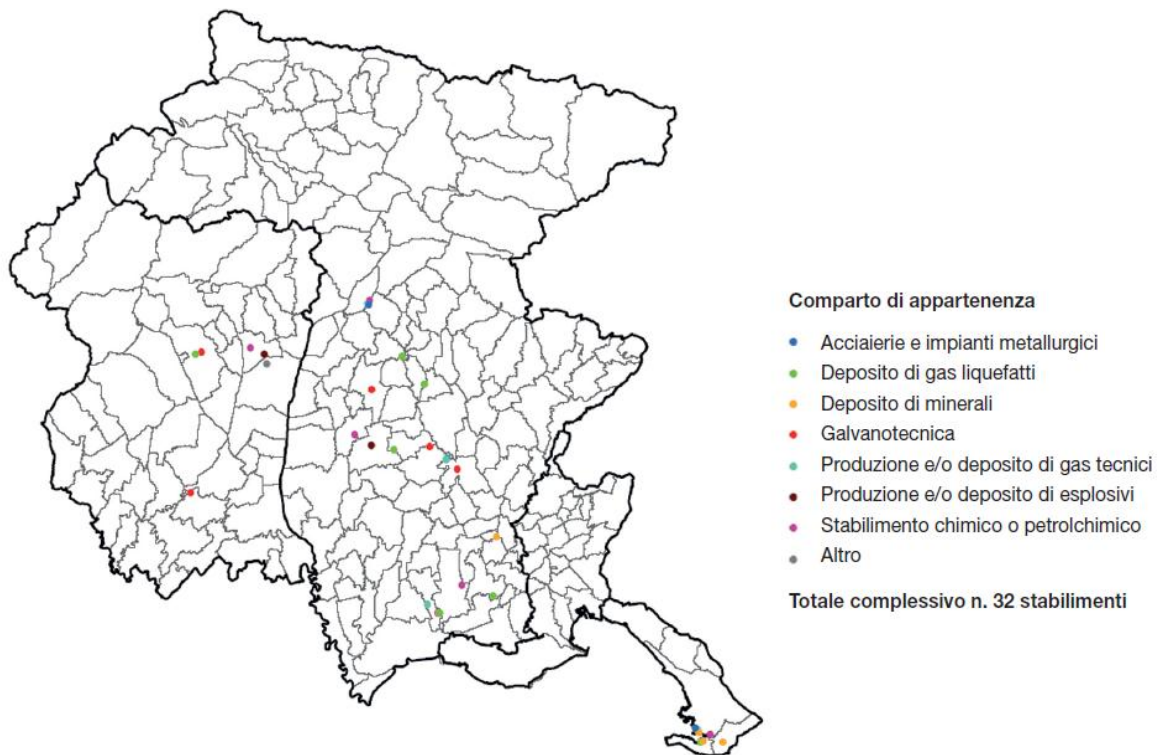 Comparto di appartenenza
Acciaierie e impianti metallurgici
Deposito di gas liquefatti
Deposito di minerali
Galvanotecnica
Produzione e/o deposito di gas tecnici
Produzione e/o deposito di esplosivi
Stabilimento chimico o petrolchimico
Altro
Totale complessivo n. 32 stabilimenti